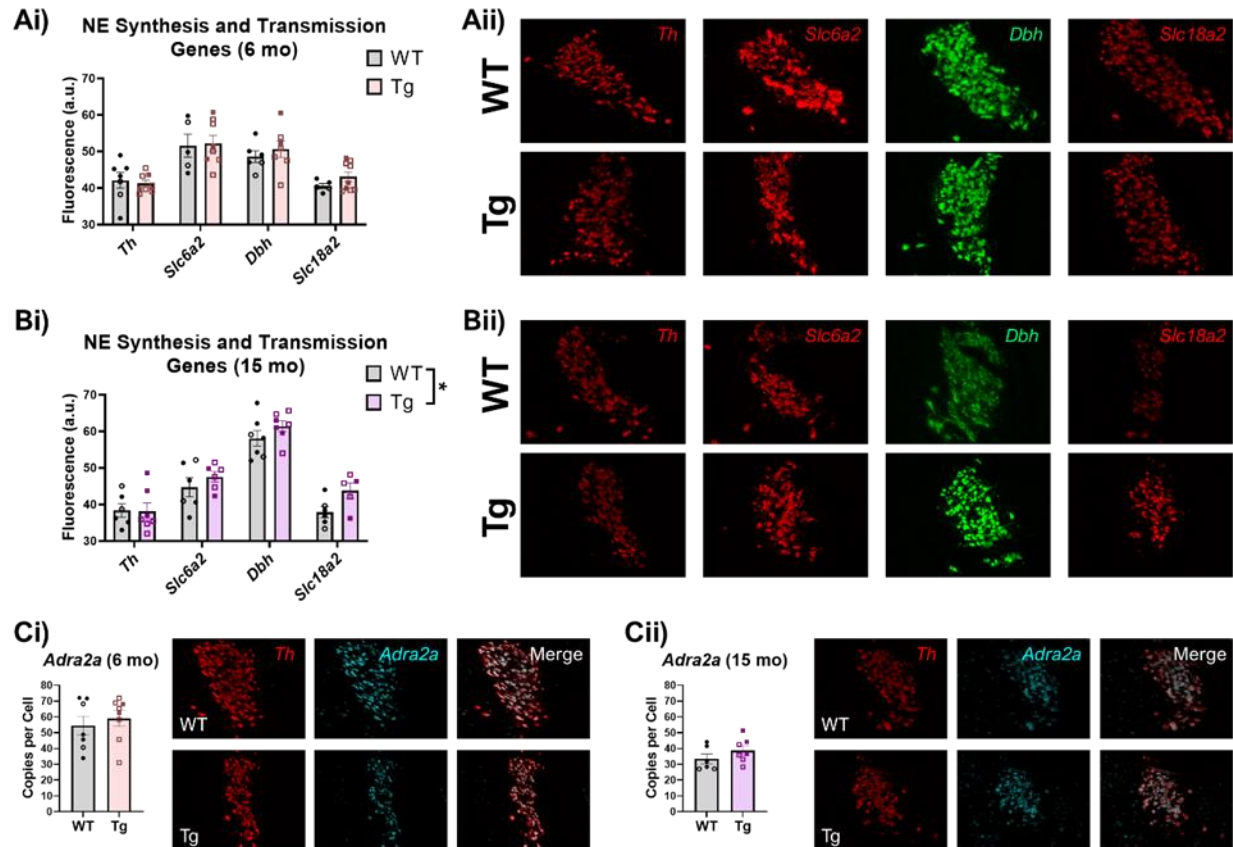 Ai)
NE Synthesis and Transmission
Genes (6 mo)
WT
Tg
Fluorescence (a.u.)
70
60
50
40
30
Th
Slc6a2
Dbh
Slc18a2
Aii)
Th
Slc6a2
Dbh
Slc18a2
WT
Tg
Bi)
NE Synthesis and Transmission
Genes (15 mo)
WT
Tg
*
Fluorescence (a.u.)
70
60
50
40
30
Th
Slc6a2
Dbh
Slc18a2
Bii)
Th
Slc6a2
Dbh
Slc18a2
WT
Tg
Ci)
Adra2a (6 mo)
Copies per Cell
80
70
60
50
40
30
20
10
0
WT
Tg
Th
Adra2a
Merge
WT
Tg
Cii)
Adra2a (15 mo)
Copies per Cell
80
70
60
50
40
30
20
10
0
WT
Tg
Th
Adra2a
Merge
WT
Tg